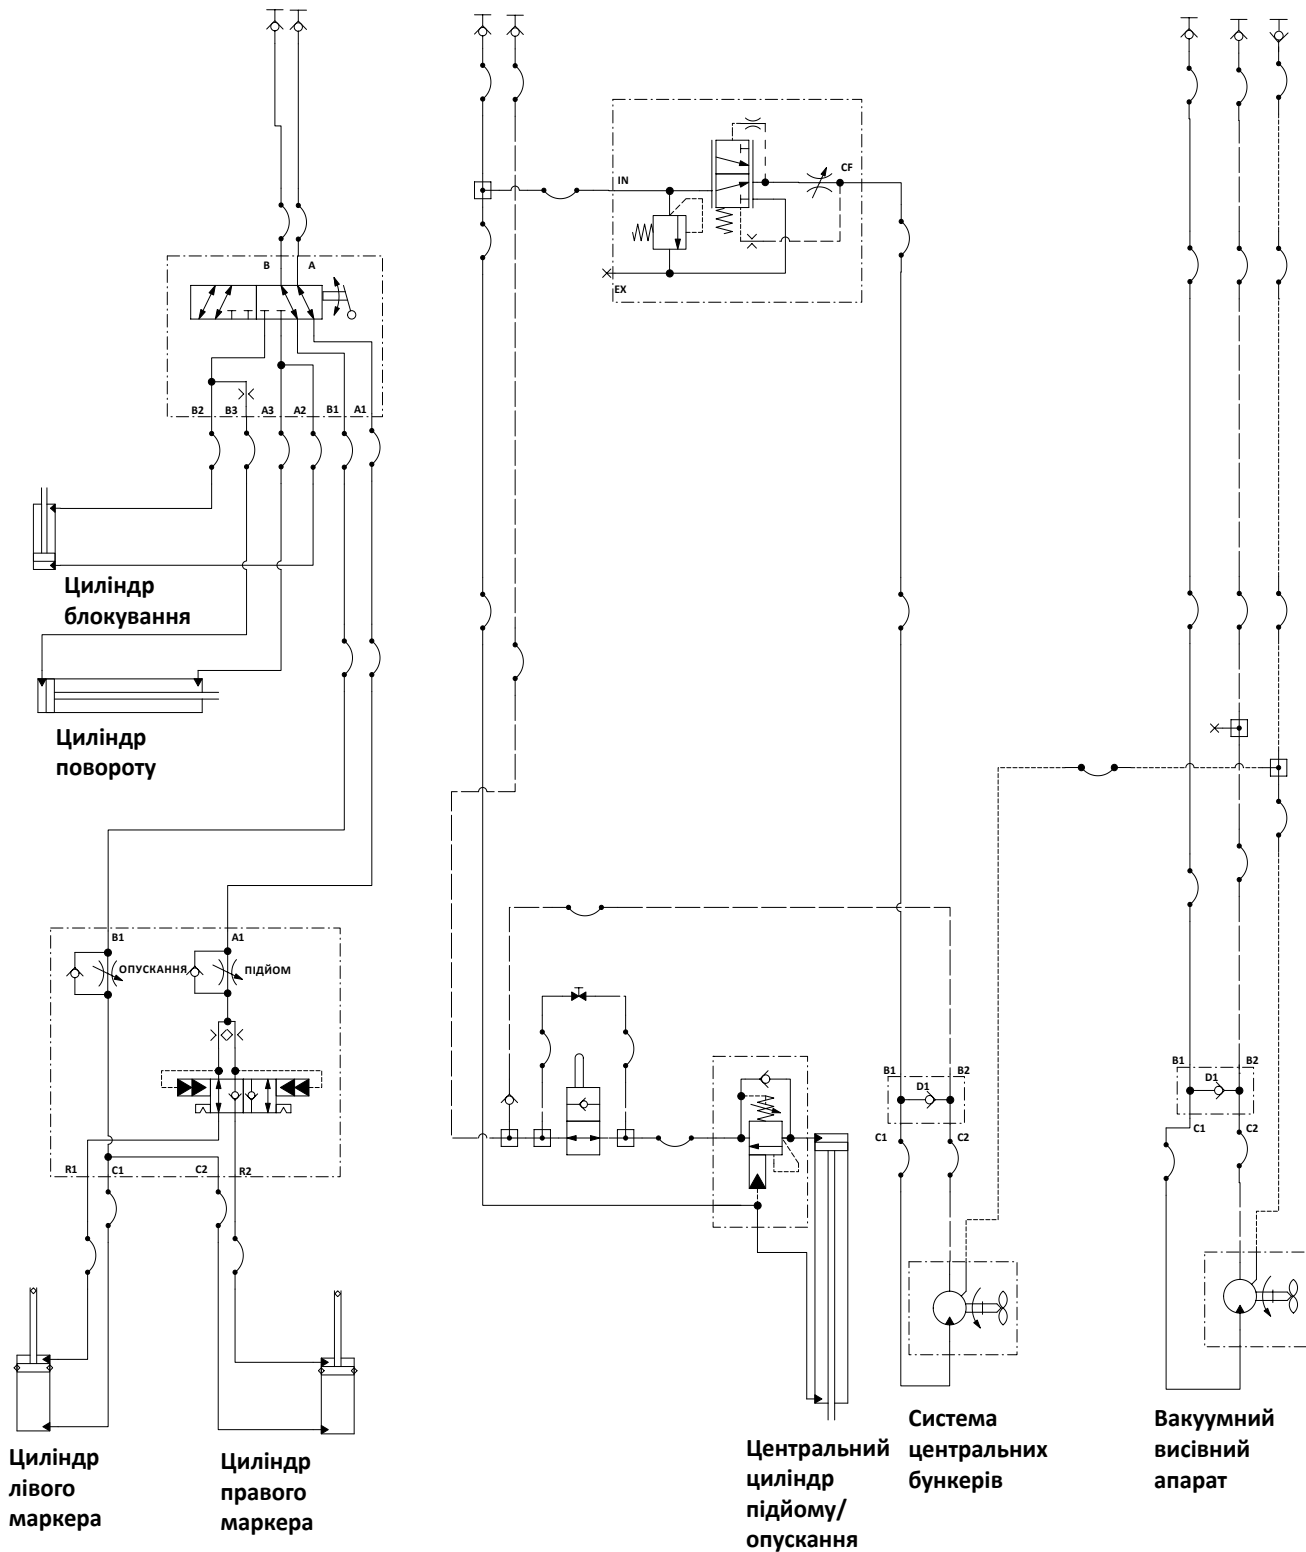 IN
CF
EX
B
A
B2
B3
A3
A2
B1
A1
Циліндр
блокування
Циліндр
повороту
B1
A1
ОПУСКАННЯ
ПІДЙОМ
R1
C1
C2
R2
B1
B2
D1
C1
C2
B1
B2
D1
C1
C2
Циліндр
лівого
маркера
Циліндр
правого
маркера
Центральний
циліндр
підйому/
опускання
Система
центральних
бункерів
Вакуумний
висівний
апарат